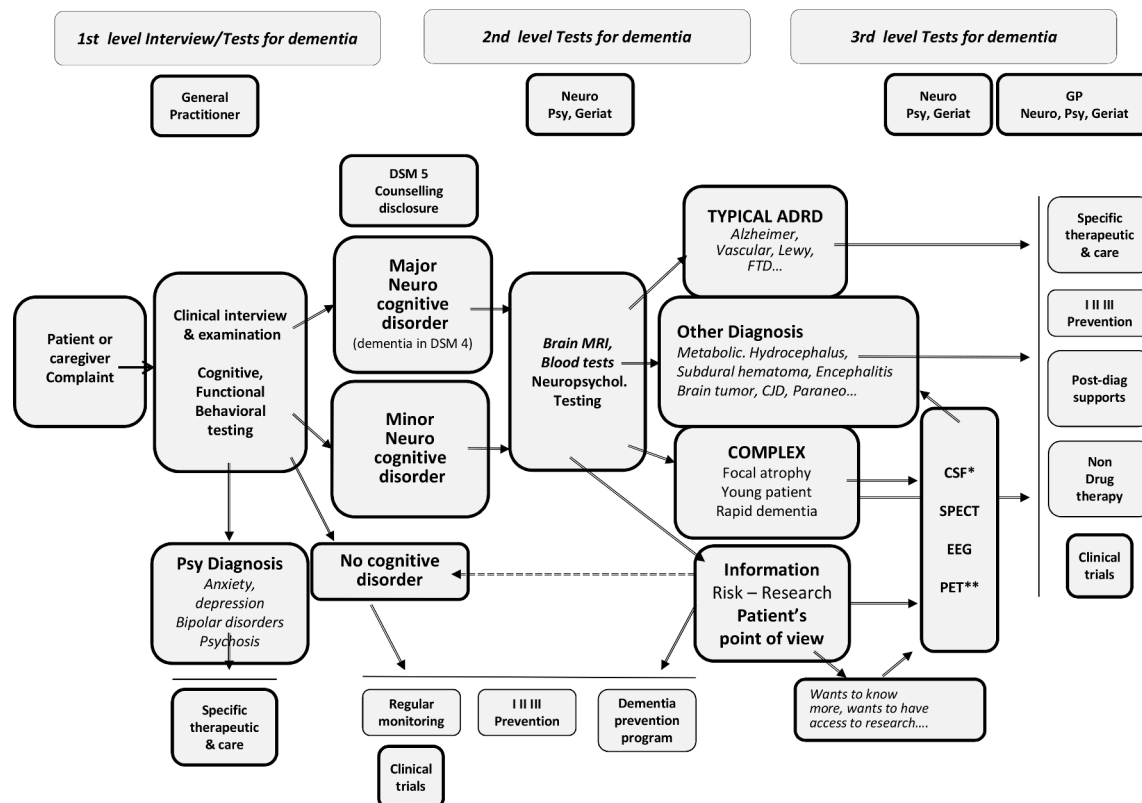 1st level Interview/Tests for dementia
2nd level Tests for dementia
3rd level Tests for dementia
General
Practitioner
Neuro
Psy, Geriat
Neuro
Psy, Geriat
GP
Neuro, Psy, Geriat
DSM 5
Counselling
disclosure
Patient or
caregiver
Complaint
Clinical interview
& examination
Cognitive,
Functional
Behavioral
testing
Major
Neuro
cognitive
disorder
(dementia in DSM 4)
Minor
Neuro
cognitive
disorder
Brain MRI,
Blood tests
Neuropsychol.
Testing
TYPICAL ADRD
Alzheimer,
Vascular, Lewy,
FTD...
Other Diagnosis
Metabolic. Hydrocephalus,
Subdural hematoma, Encephalitis
Brain tumor, CJD, Paraneo...
COMPLEX
Focal atrophy
Young patient
Rapid dementia
CSF*
SPECT
EEG
PET**
Specific
therapeutic
& care
I II III
Prevention
Post-diag
supports
Non
Drug
therapy
Clinical
trials
Psy Diagnosis
Anxiety,
depression
Bipolar disorders
Psychosis
No cognitive
disorder
Information
Risk – Research
Patient's
point of view
Wants to know
more, wants to have
access to research....
Specific
therapeutic
& care
Regular
monitoring
I II III
Prevention
Dementia
prevention
program
Clinical
trials